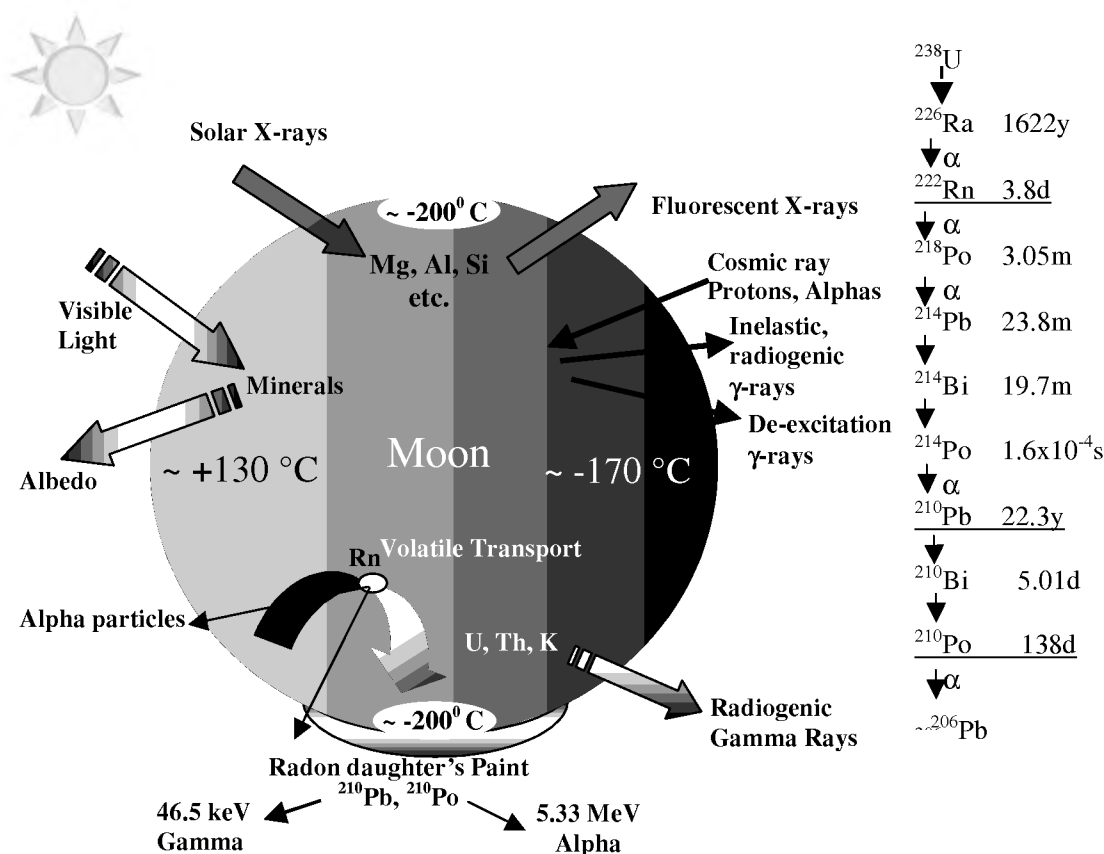 Solar X-rays
~ -200⁰ C
Fluorescent X-rays
Mg, Al, Si
etc.
Cosmic ray
Protons, Alphas
Visible
Light
Inelastic,
radiogenic
γ-rays
Minerals
De-excitation
γ-rays
Albedo
~ +130 °C
Moon
~ -170 °C
Volatile Transport
Rn
Alpha particles
U, Th, K
~ -200⁰ C
Radiogenic
Gamma Rays
Radon daughter's Paint
²¹⁰Pb, ²¹⁰Po
46.5 keV
Gamma
5.33 MeV
Alpha
²³⁸U
²²⁶Ra 1622y
α
²²²Rn 3.8d
α
²¹⁸Po 3.05m
α
²¹⁴Pb 23.8m
²¹⁴Bi 19.7m
²¹⁴Po 1.6x10⁻⁴s
α
²¹⁰Pb 22.3y
²¹⁰Bi 5.01d
²¹⁰Po 138d
α
²⁰⁶Pb